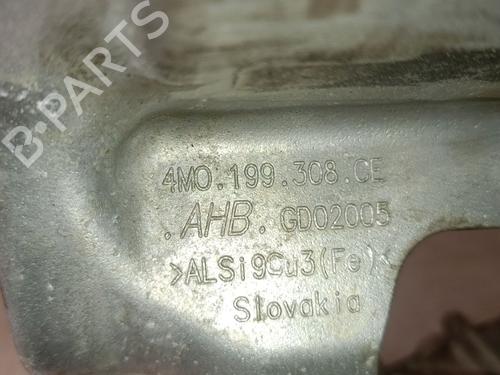 B-PARTS
4M0.199.308.CE
.AHB. GD02005
>ALSi9Cu3(Fe)<
Slovakia